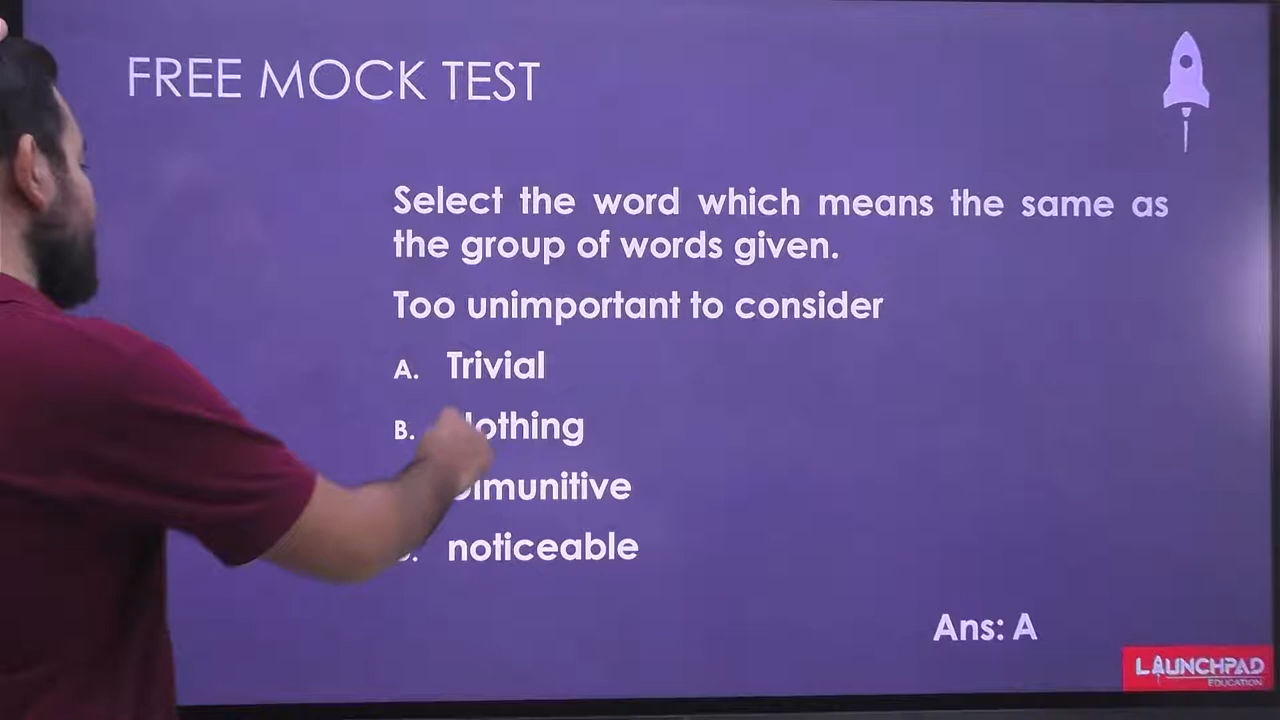 FREE MOCK TEST
Select the word which means the same as
the group of words given.
Too unimportant to consider
A. Trivial
B.
noticeable
Ans: A
LAUNCHPAD
EDUCATION